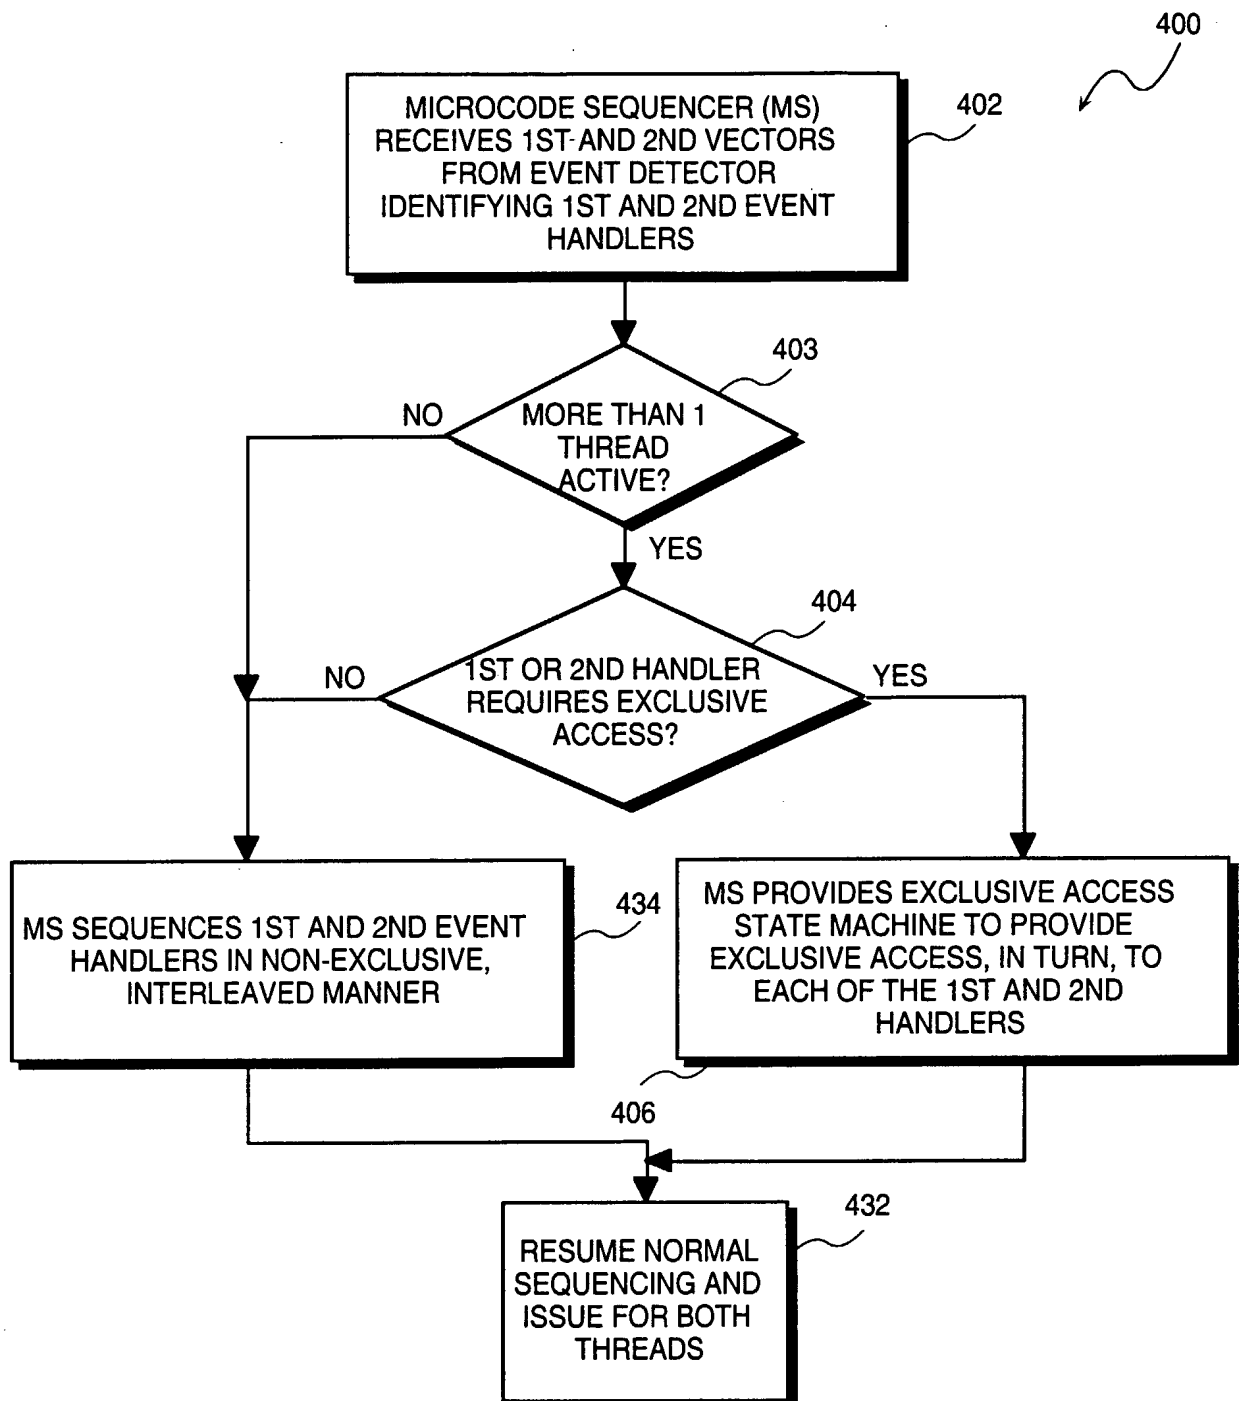 400
MICROCODE SEQUENCER (MS)
RECEIVES 1ST-AND 2ND VECTORS
FROM EVENT DETECTOR
IDENTIFYING 1ST AND 2ND EVENT
HANDLERS
402
403
NO
MORE THAN 1
THREAD
ACTIVE?
YES
404
NO
1ST OR 2ND HANDLER
REQUIRES EXCLUSIVE
ACCESS?
YES
MS SEQUENCES 1ST AND 2ND EVENT
HANDLERS IN NON-EXCLUSIVE,
INTERLEAVED MANNER
434
MS PROVIDES EXCLUSIVE ACCESS
STATE MACHINE TO PROVIDE
EXCLUSIVE ACCESS, IN TURN, TO
EACH OF THE 1ST AND 2ND
HANDLERS
406
432
RESUME NORMAL
SEQUENCING AND
ISSUE FOR BOTH
THREADS